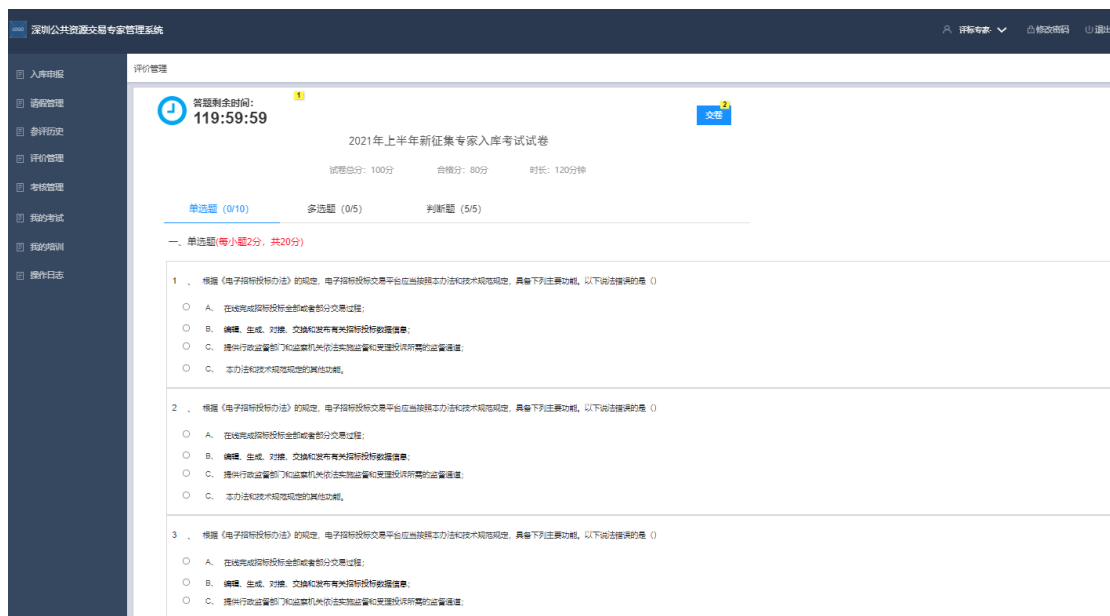 LOGO 深圳公共资源交易专家管理系统 评标专家 修改密码 退出
入库申报
请假管理
参评历史
评价管理
考核管理
我的考试
我的培训
操作日志
评价管理
答题剩余时间: 1
119:59:59
交卷 2
2021年上半年新征集专家入库考试试卷
试卷总分: 100分 合格分: 80分 时长: 120分钟
单选题 (0/10) 多选题 (0/5) 判断题 (5/5)
一、单选题(每小题2分, 共20分)
1 、 根据《电子招标投标办法》的规定, 电子招标投标交易平台应当按照本办法和技术规范规定, 具备下列主要功能。以下说法错误的是 ()
A、 在线完成招标投标全部或者部分交易过程;
B、 编辑、生成、对接、交换和发布有关招标投标数据信息;
C、 提供行政监督部门和监察机关依法实施监督和受理投诉所需的监督通道;
C、 本办法和技术规范规定的其他功能。
2 、 根据《电子招标投标办法》的规定, 电子招标投标交易平台应当按照本办法和技术规范规定, 具备下列主要功能。以下说法错误的是 ()
A、 在线完成招标投标全部或者部分交易过程;
B、 编辑、生成、对接、交换和发布有关招标投标数据信息;
C、 提供行政监督部门和监察机关依法实施监督和受理投诉所需的监督通道;
C、 本办法和技术规范规定的其他功能。
3 、 根据《电子招标投标办法》的规定, 电子招标投标交易平台应当按照本办法和技术规范规定, 具备下列主要功能。以下说法错误的是 ()
A、 在线完成招标投标全部或者部分交易过程;
B、 编辑、生成、对接、交换和发布有关招标投标数据信息;
C、 提供行政监督部门和监察机关依法实施监督和受理投诉所需的监督通道;